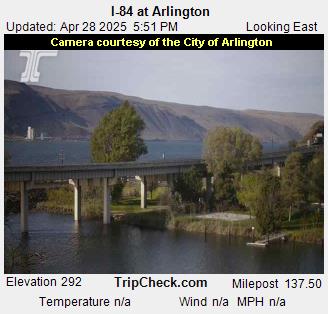 I-84 at Arlington
Updated: Apr 28 2025 5:51 PM Looking East
Camera courtesy of the City of Arlington
Elevation 292 TripCheck.com Milepost 137.50
Temperature n/a Wind n/a MPH n/a